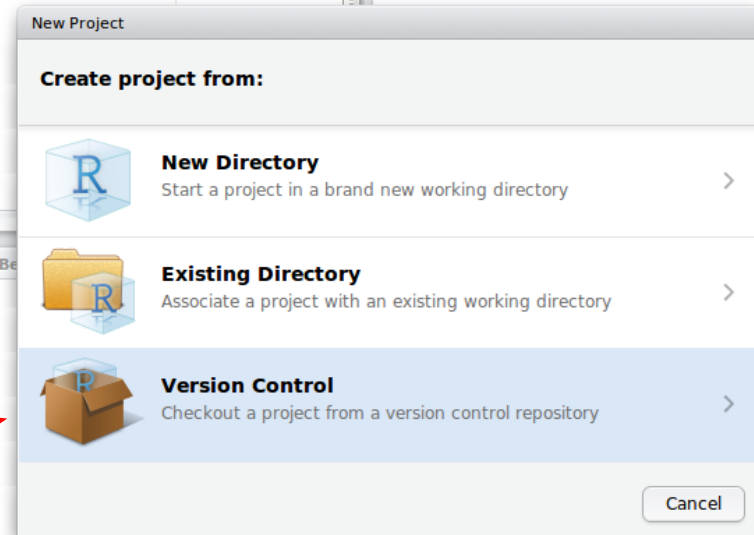 New Project
Create project from:
R
New Directory
Start a project in a brand new working directory
R
Existing Directory
Associate a project with an existing working directory
R
Version Control
Checkout a project from a version control repository
Be
Cancel